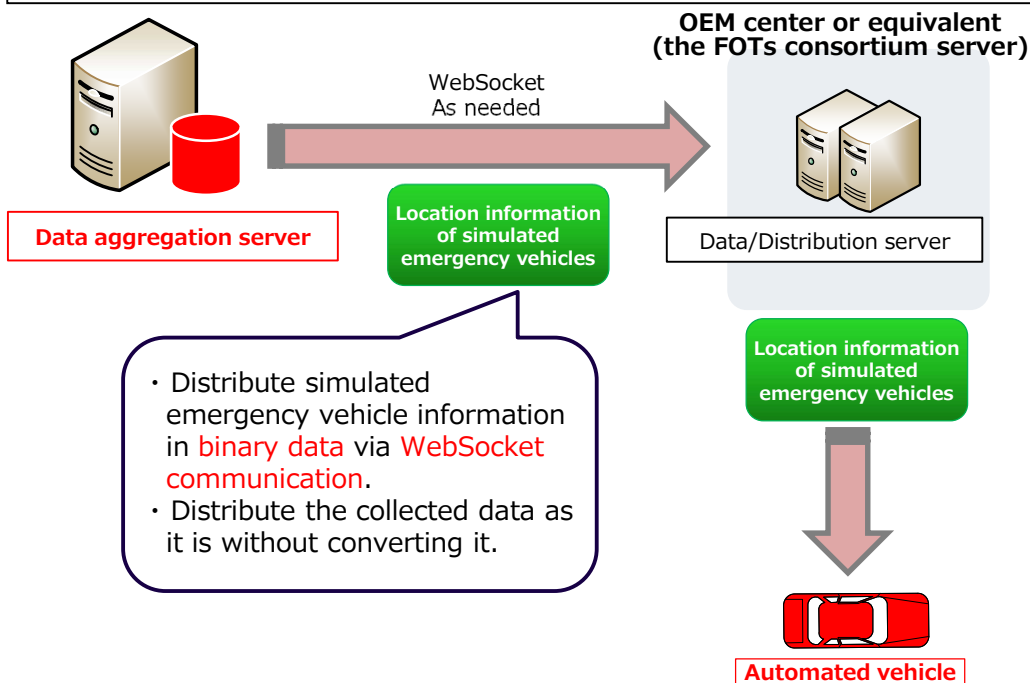 OEM center or equivalent
(the FOTs consortium server)
WebSocket
As needed
Data aggregation server
Location information
of simulated
emergency vehicles
Data/Distribution server
Location information
of simulated
emergency vehicles
・Distribute simulated
emergency vehicle information
in binary data via WebSocket
communication.
・Distribute the collected data as
it is without converting it.
Automated vehicle